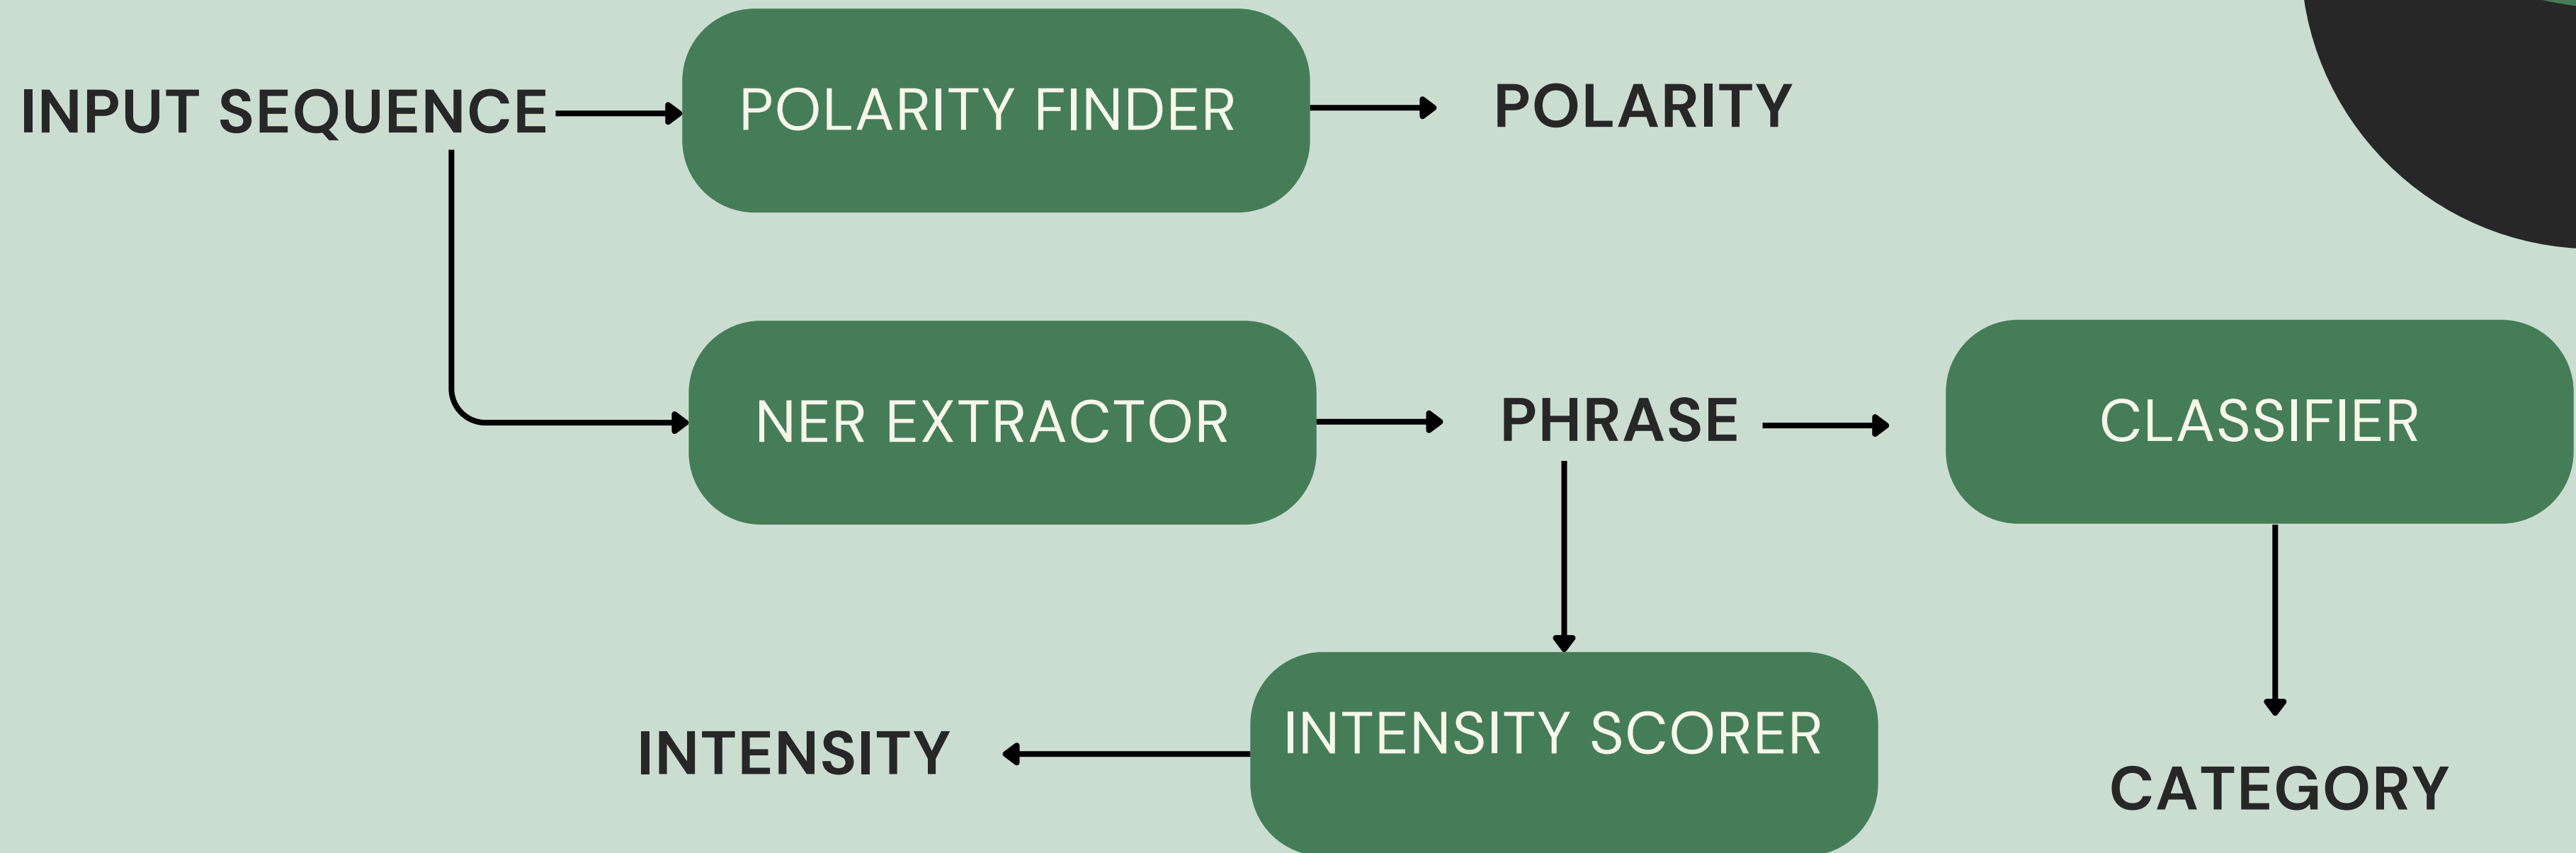 INPUT SEQUENCE
POLARITY FINDER
POLARITY
NER EXTRACTOR
PHRASE
CLASSIFIER
INTENSITY SCORER
INTENSITY
CATEGORY